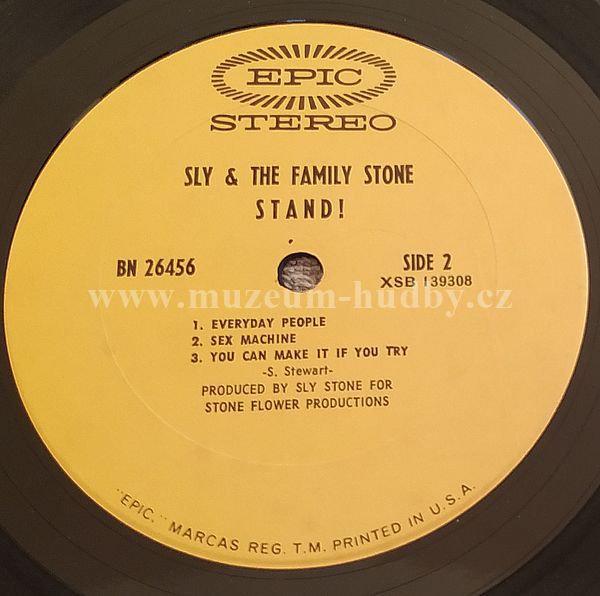 EPIC
STEREO
SLY & THE FAMILY STONE
STAND!
BN 26456
SIDE 2
XSB 139308
www.muzeum-hudby.cz
1. EVERYDAY PEOPLE
2. SEX MACHINE
3. YOU CAN MAKE IT IF YOU TRY
-S. Stewart-
PRODUCED BY SLY STONE FOR
STONE FLOWER PRODUCTIONS
"EPIC," MARCAS REG. T.M. PRINTED IN U.S.A.